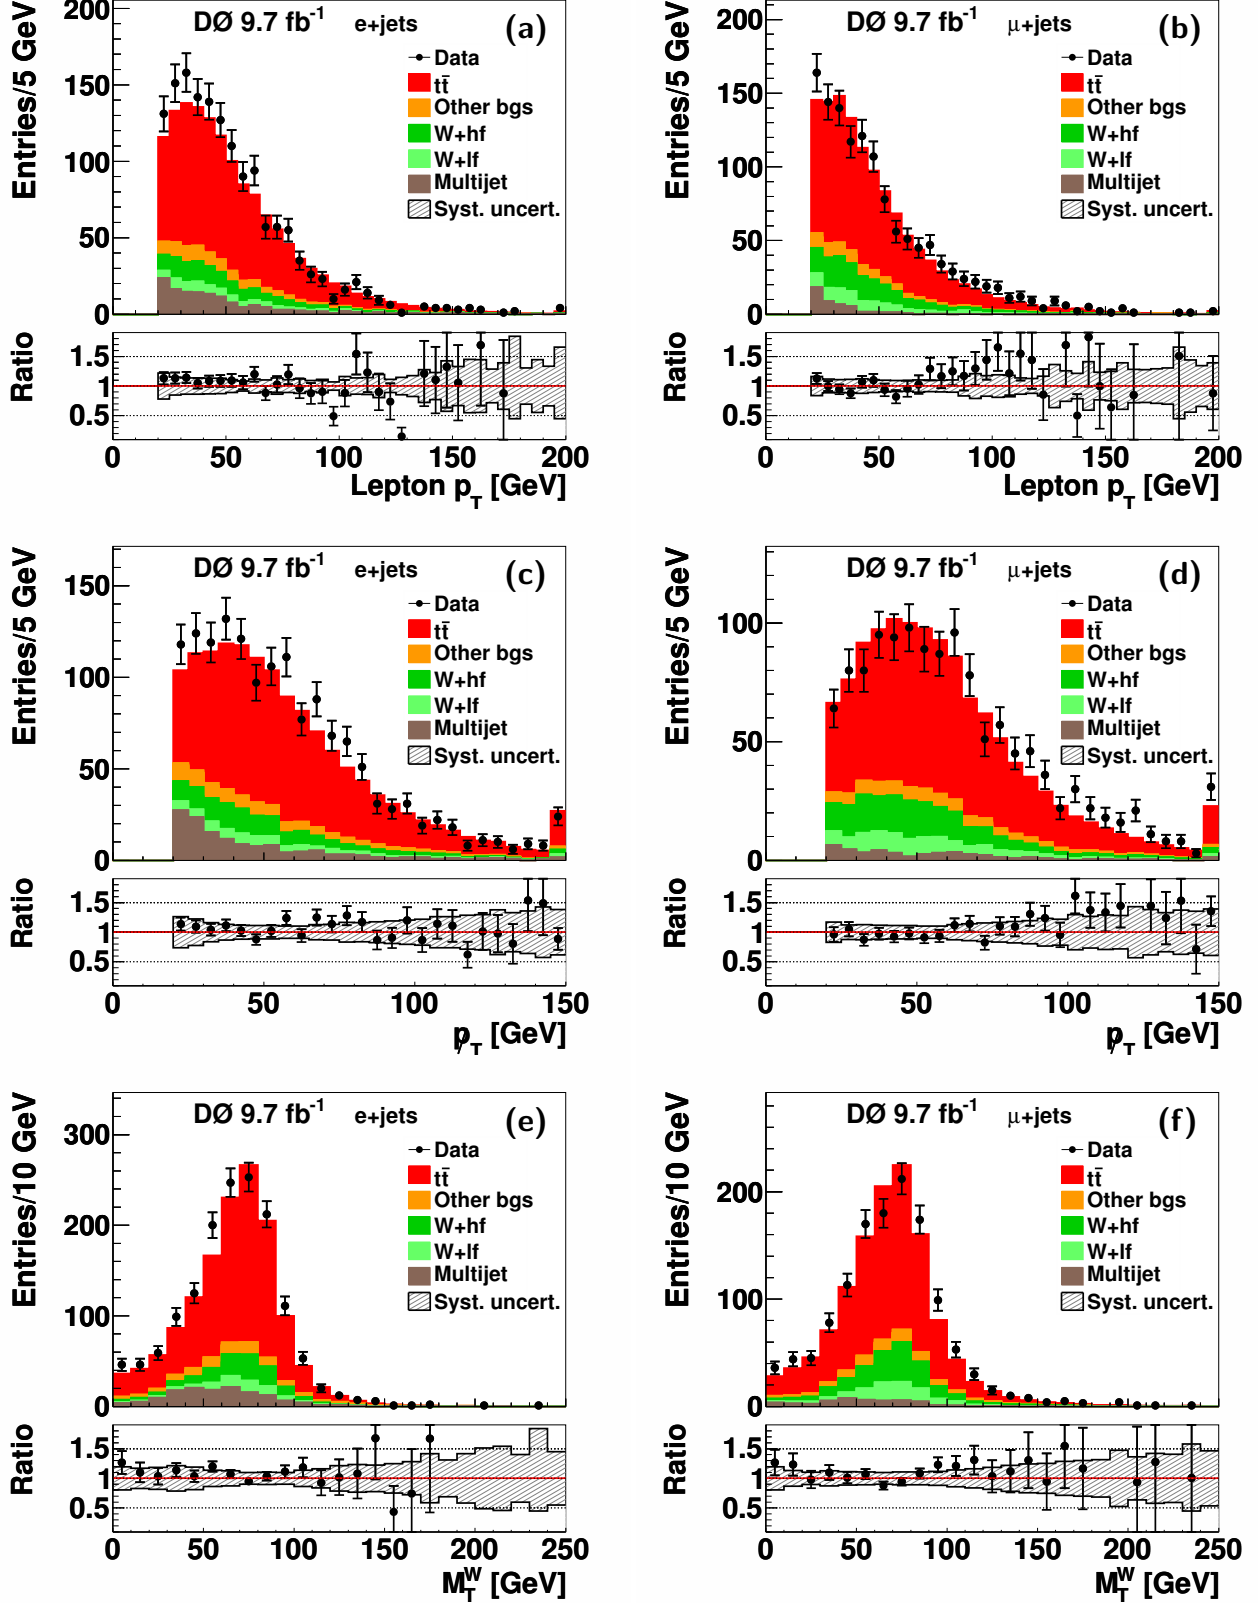 DØ 9.7 fb⁻¹ e+jets (a)
Data
tt̄
Other bgs
W+hf
W+lf
Multijet
Syst. uncert.
Entries/5 GeV
200
150
100
50
0
Ratio
1.5
1
0.5
0 50 100 150 200
Lepton p_T [GeV]
DØ 9.7 fb⁻¹ μ+jets (b)
Data
tt̄
Other bgs
W+hf
W+lf
Multijet
Syst. uncert.
Entries/5 GeV
200
150
100
50
0
Ratio
1.5
1
0.5
0 50 100 150 200
Lepton p_T [GeV]
DØ 9.7 fb⁻¹ e+jets (c)
Data
tt̄
Other bgs
W+hf
W+lf
Multijet
Syst. uncert.
Entries/5 GeV
150
100
50
0
Ratio
1.5
1
0.5
0 50 100 150
p̸_T [GeV]
DØ 9.7 fb⁻¹ μ+jets (d)
Data
tt̄
Other bgs
W+hf
W+lf
Multijet
Syst. uncert.
Entries/5 GeV
100
50
0
Ratio
1.5
1
0.5
0 50 100 150
p̸_T [GeV]
DØ 9.7 fb⁻¹ e+jets (e)
Data
tt̄
Other bgs
W+hf
W+lf
Multijet
Syst. uncert.
Entries/10 GeV
300
200
100
0
Ratio
1.5
1
0.5
0 50 100 150 200 250
M_T^W [GeV]
DØ 9.7 fb⁻¹ μ+jets (f)
Data
tt̄
Other bgs
W+hf
W+lf
Multijet
Syst. uncert.
Entries/10 GeV
200
100
0
Ratio
1.5
1
0.5
0 50 100 150 200 250
M_T^W [GeV]